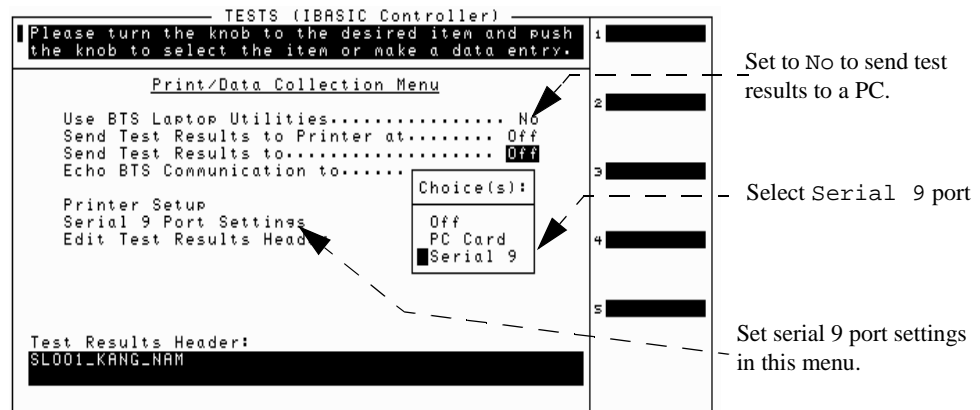 TESTS (IBASIC Controller)
Please turn the knob to the desired item and push
the knob to select the item or make a data entry.
Print/Data Collection Menu
Use BTS Laptop Utilities................ No
Send Test Results to Printer at........ Off
Send Test Results to................... Off
Echo BTS Communication to......
Printer Setup
Serial 9 Port Settings
Edit Test Results Header
Choice(s):
Off
PC Card
Serial 9
Test Results Header:
SL001_KANG_NAM
1
2
3
4
5
Set to No to send test
results to a PC.
Select Serial 9 port
Set serial 9 port settings
in this menu.